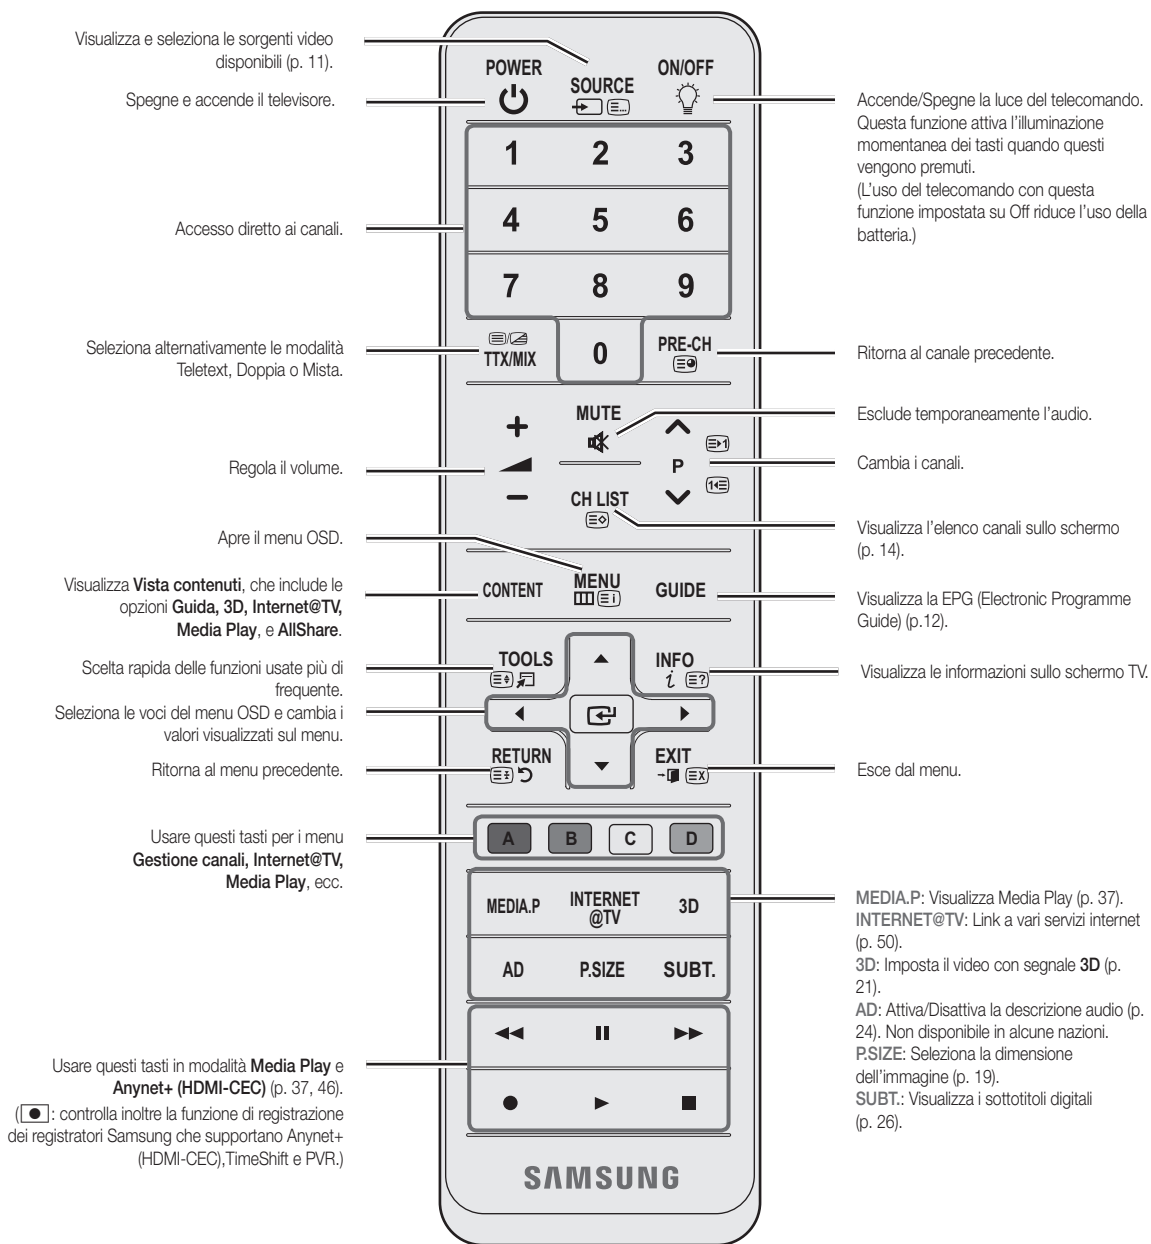 Visualizza e seleziona le sorgenti video
disponibili (p. 11).
Spegne e accende il televisore.
Accesso diretto ai canali.
Seleziona alternativamente le modalità
Teletext, Doppia o Mista.
Regola il volume.
Apre il menu OSD.
Visualizza Vista contenuti, che include le
opzioni Guida, 3D, Internet@TV,
Media Play, e AllShare.
Scelta rapida delle funzioni usate più di
frequente.
Seleziona le voci del menu OSD e cambia i
valori visualizzati sul menu.
Ritorna al menu precedente.
Usare questi tasti per i menu
Gestione canali, Internet@TV,
Media Play, ecc.
Usare questi tasti in modalità Media Play e
Anynet+ (HDMI-CEC) (p. 37, 46).
(●: controlla inoltre la funzione di registrazione
dei registratori Samsung che supportano Anynet+
(HDMI-CEC),TimeShift e PVR.)
POWER
SOURCE
ON/OFF
1 2 3
4 5 6
7 8 9
TTX/MIX
0
PRE-CH
MUTE
P
CH LIST
CONTENT
MENU
GUIDE
TOOLS
INFO
RETURN
EXIT
A B C D
MEDIA.P
INTERNET
@TV
3D
AD
P.SIZE
SUBT.
SAMSUNG
Accende/Spegne la luce del telecomando.
Questa funzione attiva l'illuminazione
momentanea dei tasti quando questi
vengono premuti.
(L'uso del telecomando con questa
funzione impostata su Off riduce l'uso della
batteria.)
Ritorna al canale precedente.
Esclude temporaneamente l'audio.
Cambia i canali.
Visualizza l'elenco canali sullo schermo
(p. 14).
Visualizza la EPG (Electronic Programme
Guide) (p.12).
Visualizza le informazioni sullo schermo TV.
Esce dal menu.
MEDIA.P: Visualizza Media Play (p. 37).
INTERNET@TV: Link a vari servizi internet
(p. 50).
3D: Imposta il video con segnale 3D (p.
21).
AD: Attiva/Disattiva la descrizione audio (p.
24). Non disponibile in alcune nazioni.
P.SIZE: Seleziona la dimensione
dell'immagine (p. 19).
SUBT.: Visualizza i sottotitoli digitali
(p. 26).